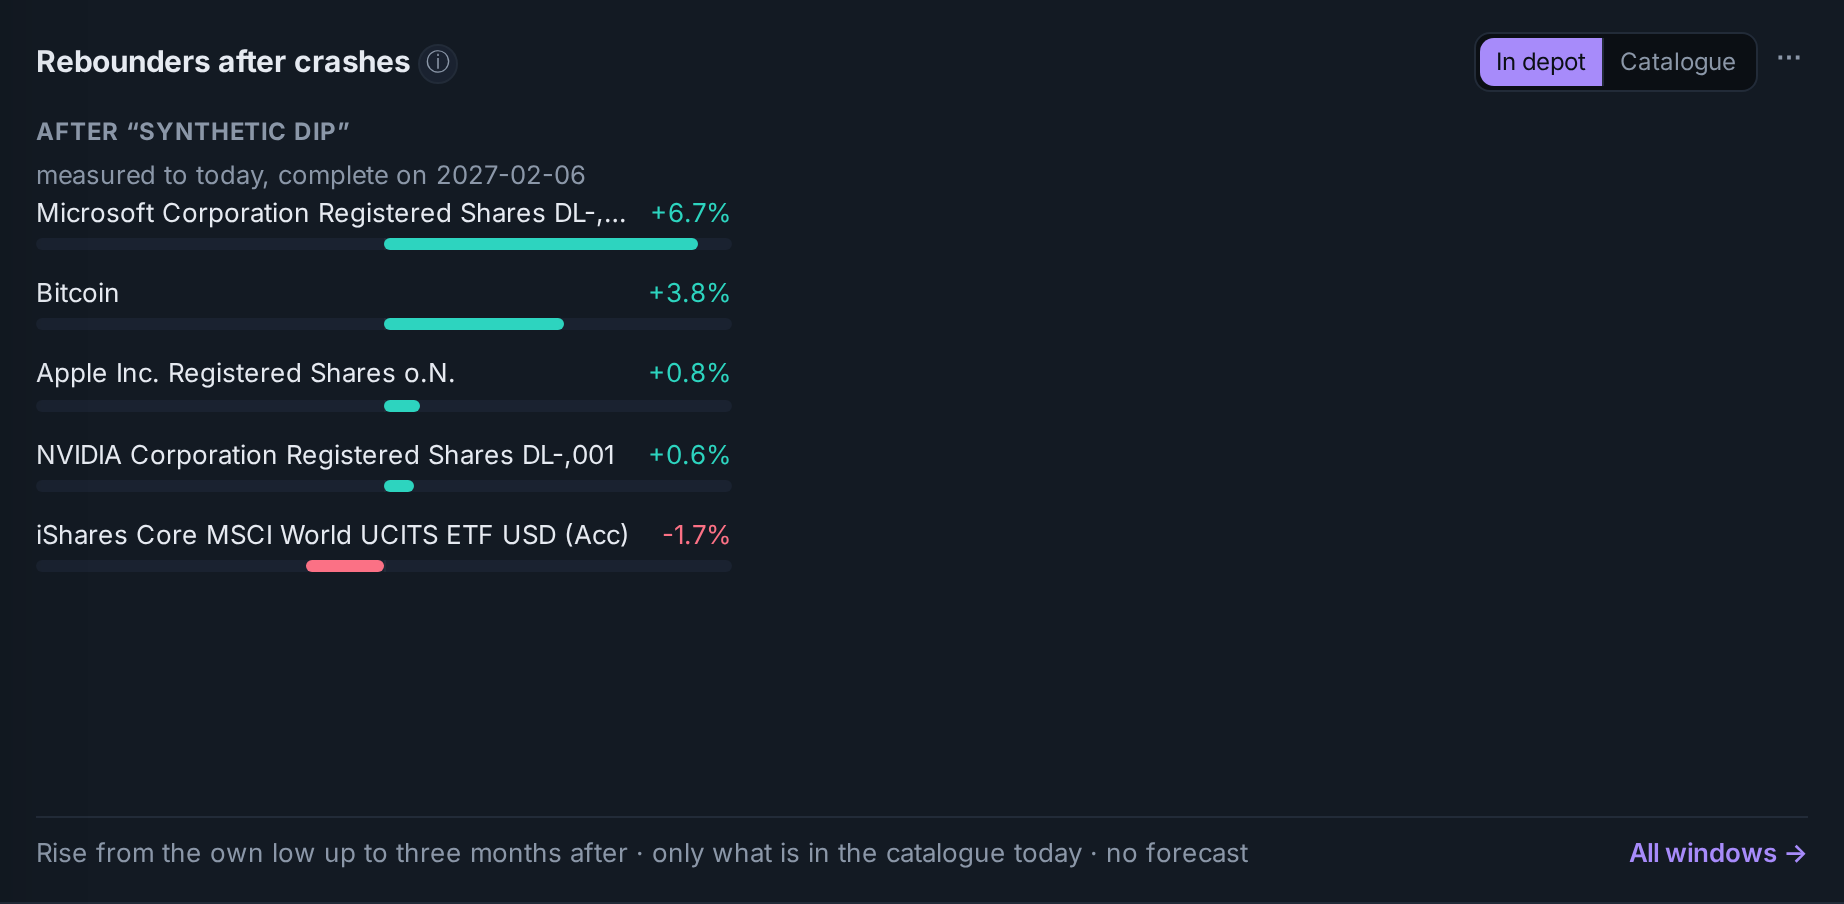 Rebounders after crashes ⓘ
In depot Catalogue ...
AFTER “SYNTHETIC DIP”
measured to today, complete on 2027-02-06
Microsoft Corporation Registered Shares DL-,... +6.7%
Bitcoin +3.8%
Apple Inc. Registered Shares o.N. +0.8%
NVIDIA Corporation Registered Shares DL-,001 +0.6%
iShares Core MSCI World UCITS ETF USD (Acc) -1.7%
Rise from the own low up to three months after · only what is in the catalogue today · no forecast
All windows →